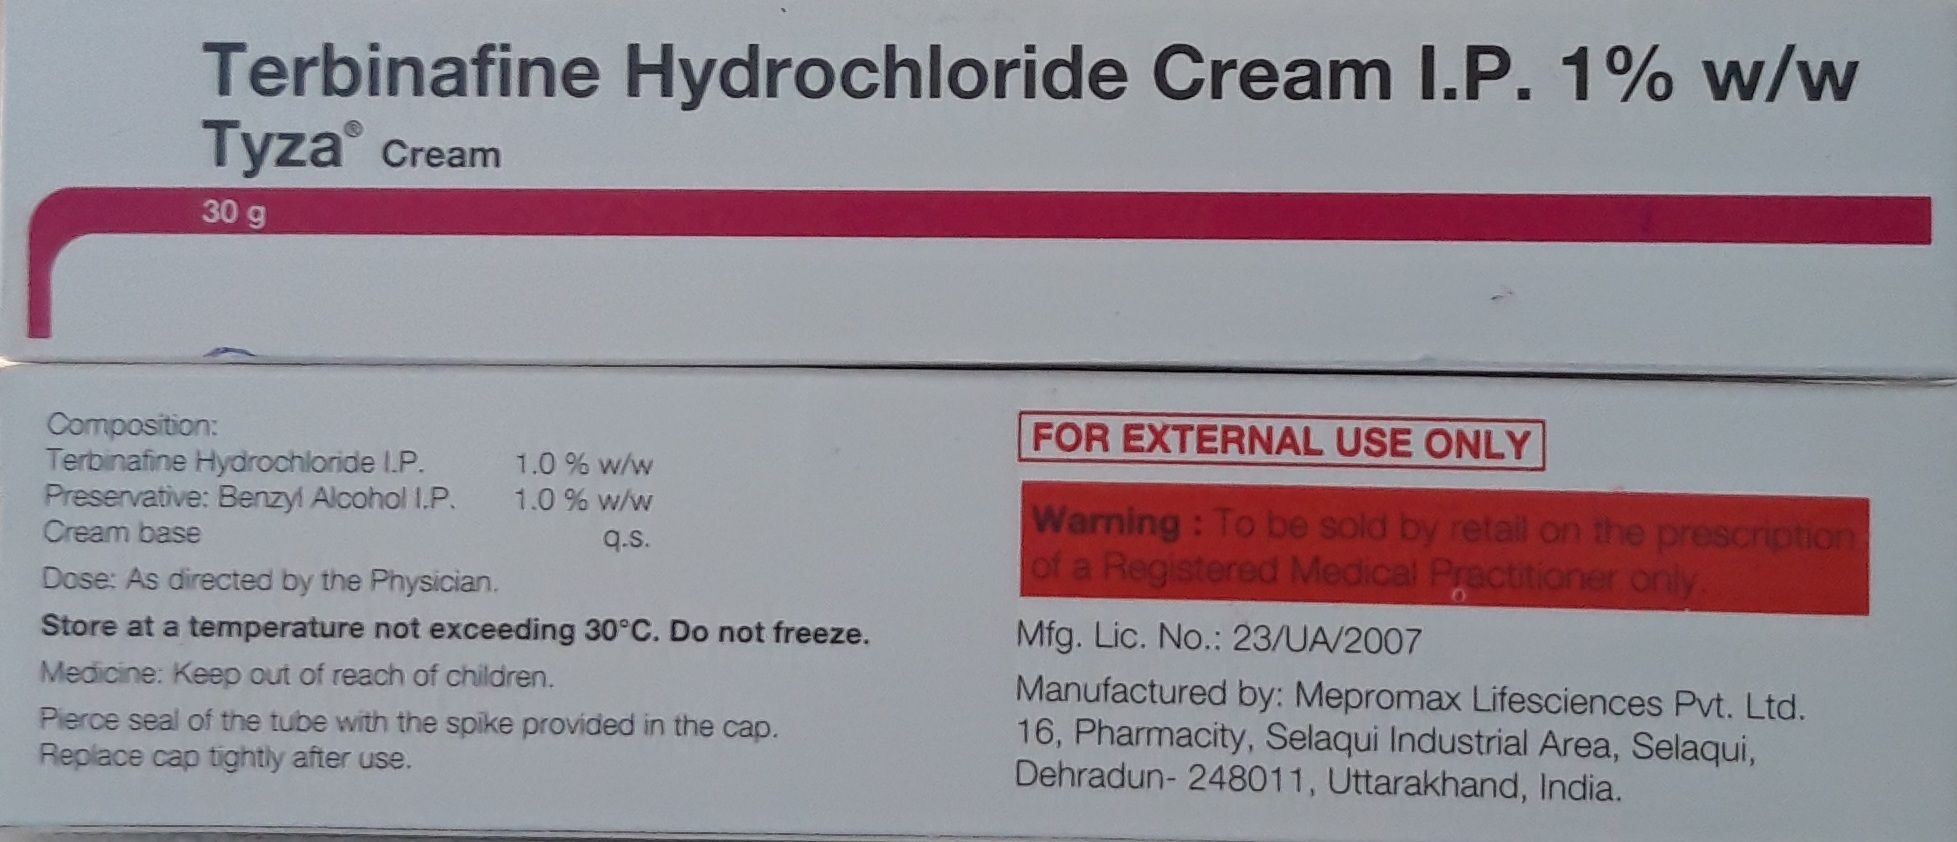 Terbinafine Hydrochloride Cream I.P. 1% w/w
Tyza® Cream
30 g
Composition:
Terbinafine Hydrochloride I.P. 1.0 % w/w
Preservative: Benzyl Alcohol I.P. 1.0 % w/w
Cream base q.s.
Dose: As directed by the Physician.
Store at a temperature not exceeding 30°C. Do not freeze.
Medicine: Keep out of reach of children.
Pierce seal of the tube with the spike provided in the cap.
Replace cap tightly after use.
FOR EXTERNAL USE ONLY
Warning : To be sold by retail on the prescription
of a Registered Medical Practitioner only.
Mfg. Lic. No.: 23/UA/2007
Manufactured by: Mepromax Lifesciences Pvt. Ltd.
16, Pharmacity, Selaqui Industrial Area, Selaqui,
Dehradun- 248011, Uttarakhand, India.